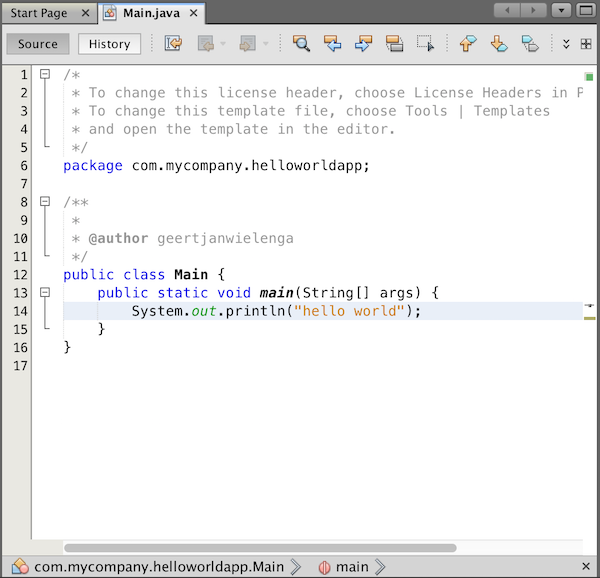 Start Page
Main.java
Source
History
1 /*
2  * To change this license header, choose License Headers in P
3  * To change this template file, choose Tools | Templates
4  * and open the template in the editor.
5  */
6 package com.mycompany.helloworldapp;
7
8 /**
9  *
10  * @author geertjanwielenga
11  */
12 public class Main {
13     public static void main(String[] args) {
14         System.out.println("hello world");
15     }
16 }
17
com.mycompany.helloworldapp.Main
main